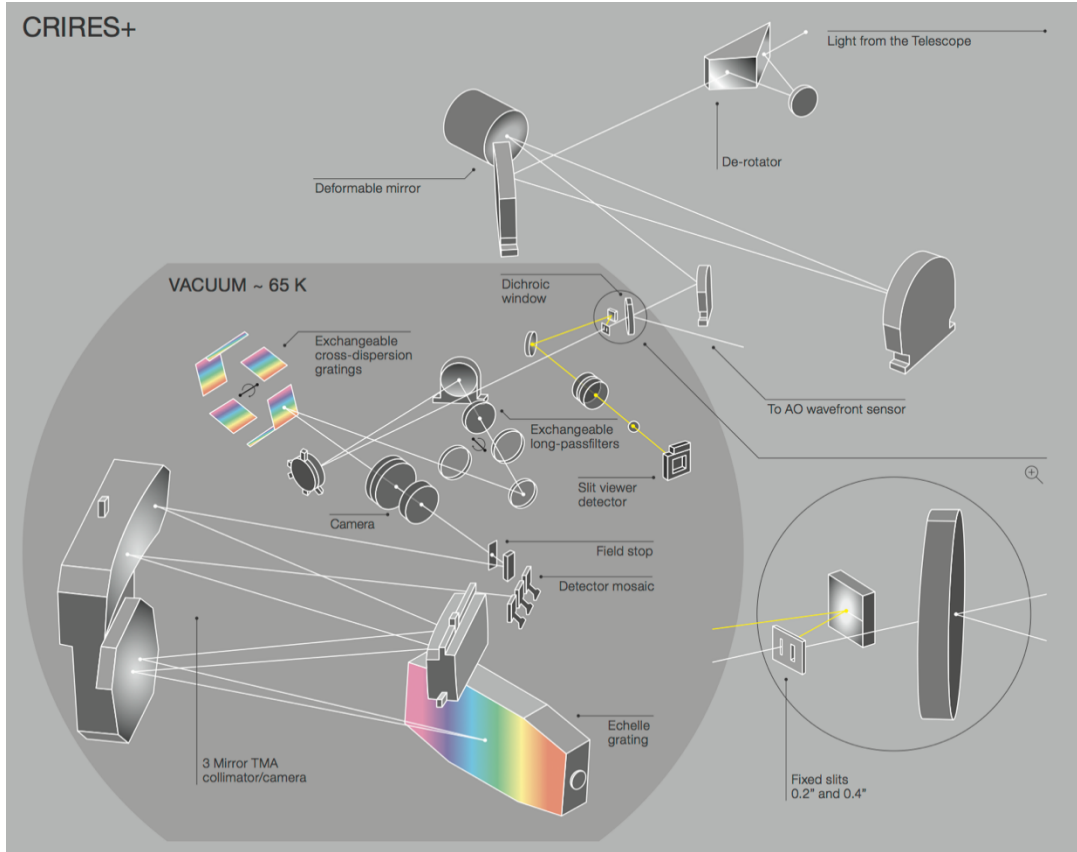 CRIRES+
Light from the Telescope
De-rotator
Deformable mirror
VACUUM ~ 65 K
Dichroic
window
Exchangeable
cross-dispersion
gratings
To AO wavefront sensor
Exchangeable
long-passfilters
Slit viewer
detector
Camera
Field stop
Detector mosaic
Echelle
grating
3 Mirror TMA
collimator/camera
Fixed slits
0.2" and 0.4"